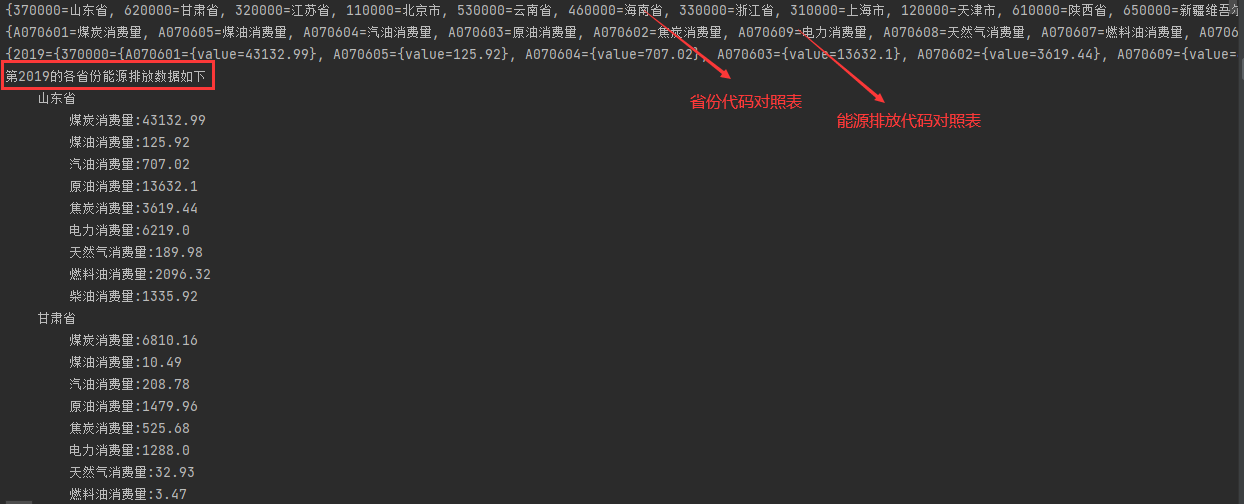 {370000=山东省, 620000=甘肃省, 320000=江苏省, 110000=北京市, 530000=云南省, 460000=海南省, 330000=浙江省, 310000=上海市, 120000=天津市, 610000=陕西省, 650000=新疆维吾尔
{A070601=煤炭消费量, A070605=煤油消费量, A070604=汽油消费量, A070603=原油消费量, A070602=焦炭消费量, A070609=电力消费量, A070608=天然气消费量, A070607=燃料油消费量, A0706
{2019={370000={A070601={value=43132.99}, A070605={value=125.92}, A070604={value=707.02}, A070603={value=13632.1}, A070602={value=3619.44}, A070609={value=
第2019的各省份能源排放数据如下
山东省
省份代码对照表
煤炭消费量:43132.99
能源排放代码对照表
煤油消费量:125.92
汽油消费量:707.02
原油消费量:13632.1
焦炭消费量:3619.44
电力消费量:6219.0
天然气消费量:189.98
燃料油消费量:2096.32
柴油消费量:1335.92
甘肃省
煤炭消费量:6810.16
煤油消费量:10.49
汽油消费量:208.78
原油消费量:1479.96
焦炭消费量:525.68
电力消费量:1288.0
天然气消费量:32.93
燃料油消费量:3.47